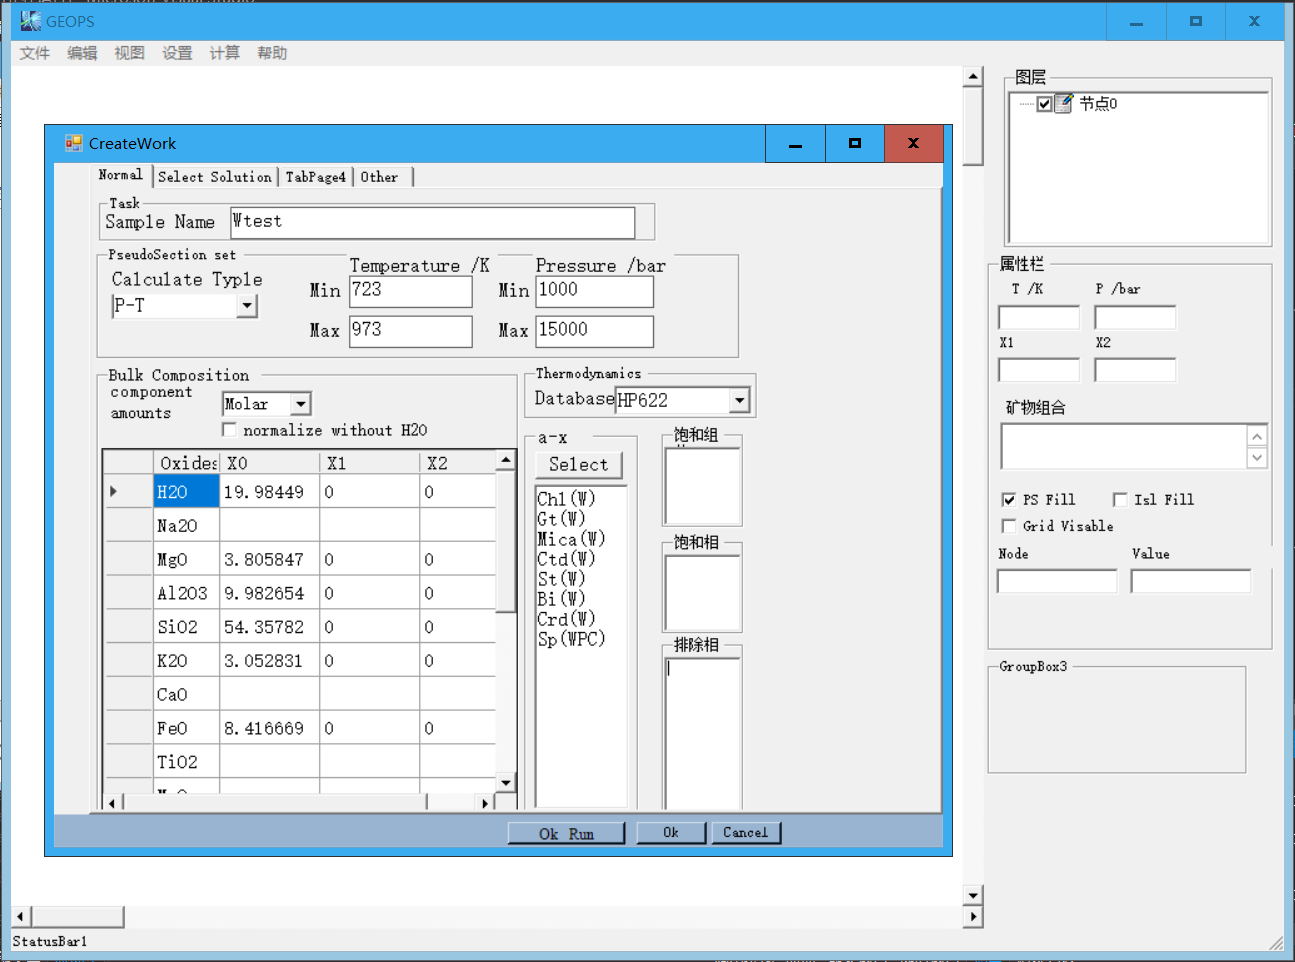 GEOPS
文件 编辑 视图 设置 计算 帮助
CreateWork
Normal Select Solution TabPage4 Other
Task
Sample Name Wtest
PseudoSection set
Calculate Typle
P-T
Temperature /K
Min 723
Max 973
Pressure /bar
Min 1000
Max 15000
Bulk Composition
component
amounts
Molar
normalize without H2O
Oxides X0 X1 X2
H2O 19.98449 0 0
Na2O
MgO 3.805847 0 0
Al2O3 9.982654 0 0
SiO2 54.35782 0 0
K2O 3.052831 0 0
CaO
FeO 8.416669 0 0
TiO2
Thermodynamics
Database HP622
a-x
Select
Chl(W)
Gt(W)
Mica(W)
Ctd(W)
St(W)
Bi(W)
Crd(W)
Sp(WPC)
饱和组
饱和相
排除相
Ok Run Ok Cancel
图层
节点0
属性栏
T /K P /bar
X1 X2
矿物组合
PS Fill Isl Fill
Grid Visable
Node Value
GroupBox3
StatusBar1